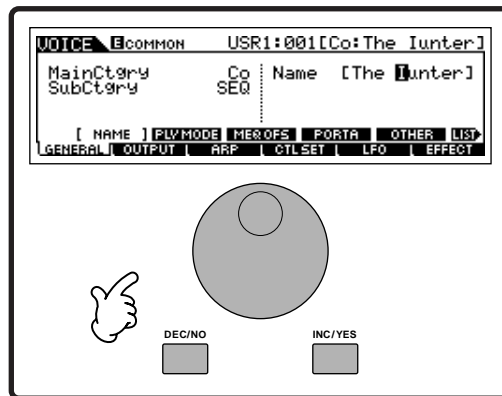 VOICE E COMMON USR1:001[Co:The Iunter]
MainCtgry Co Name [The Iunter]
SubCtgry SEQ
[ NAME ] PLY MODE MEQ OFS PORTA OTHER LIST
GENERAL OUTPUT ARP CTL SET LFO EFFECT
DEC/NO INC/YES